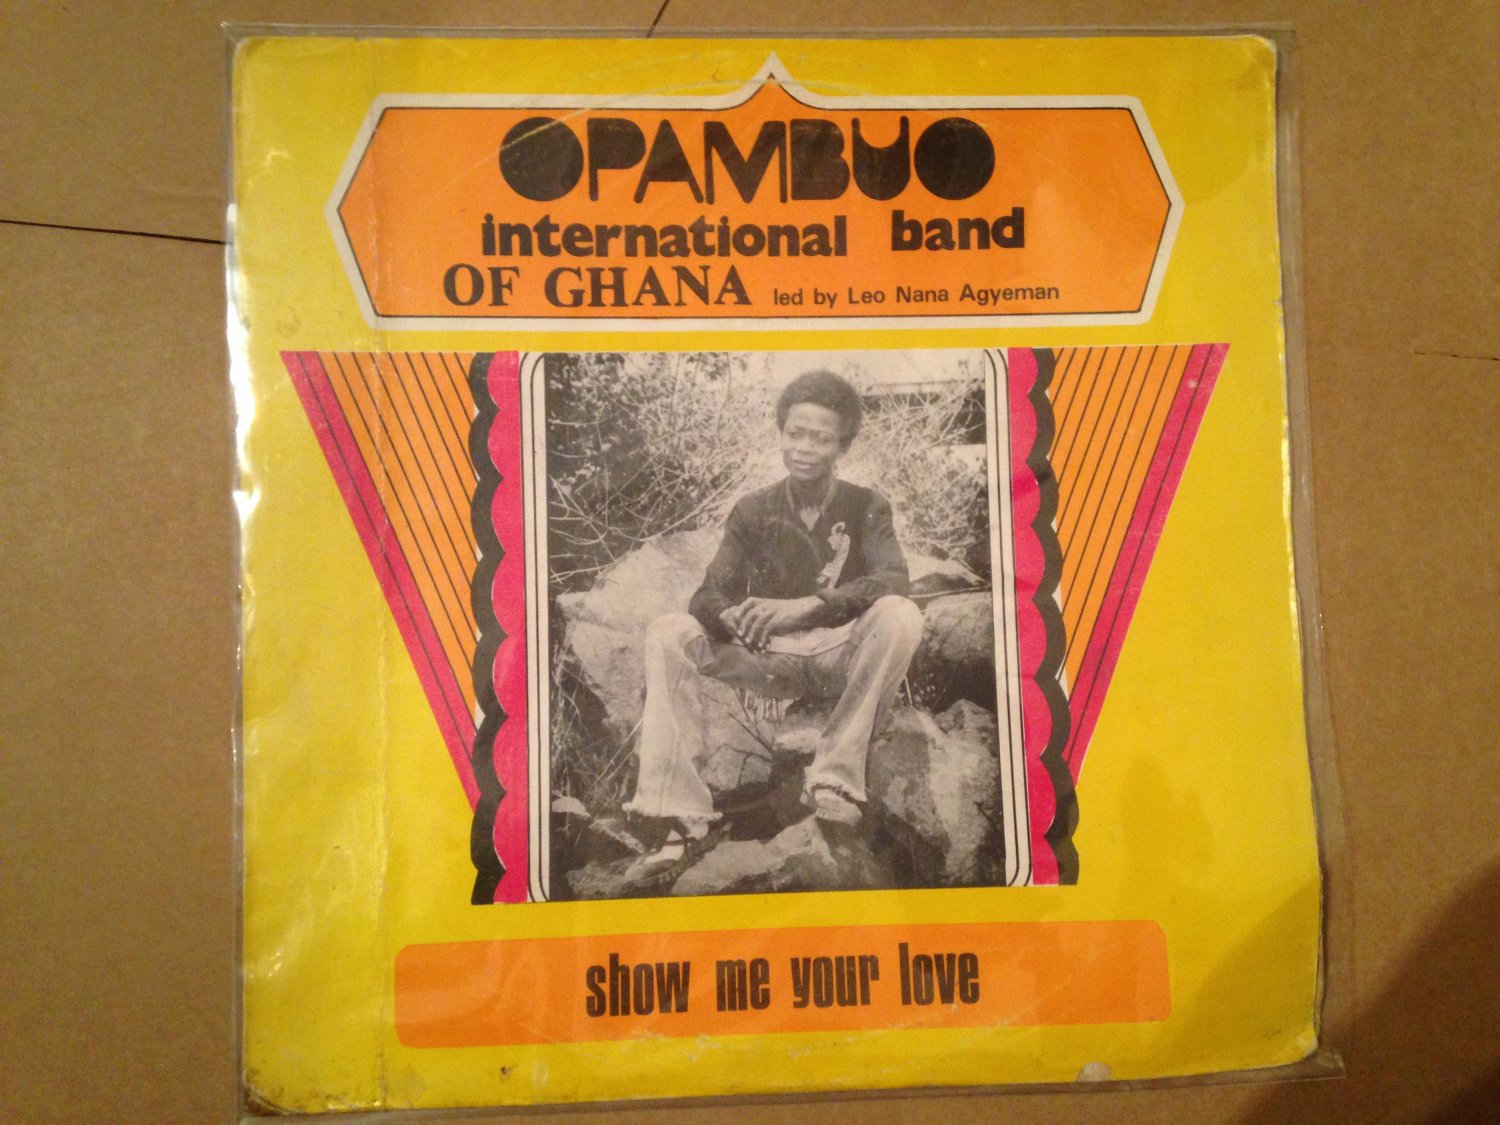 OPAMBUO
international band
OF GHANA led by Leo Nana Agyeman
show me your love